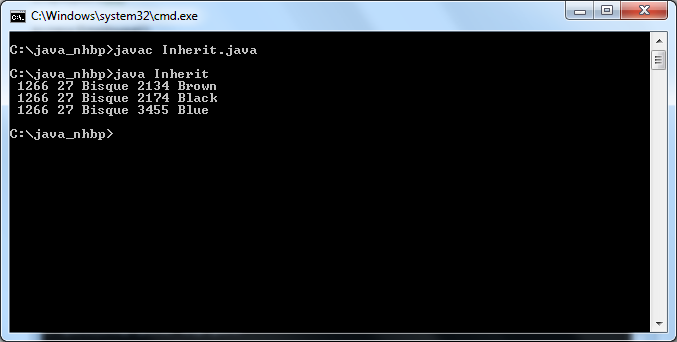 C:\Windows\system32\cmd.exe
C:\java_nhbp>javac Inherit.java
C:\java_nhbp>java Inherit
1266 27 Bisque 2134 Brown
1266 27 Bisque 2174 Black
1266 27 Bisque 3455 Blue
C:\java_nhbp>